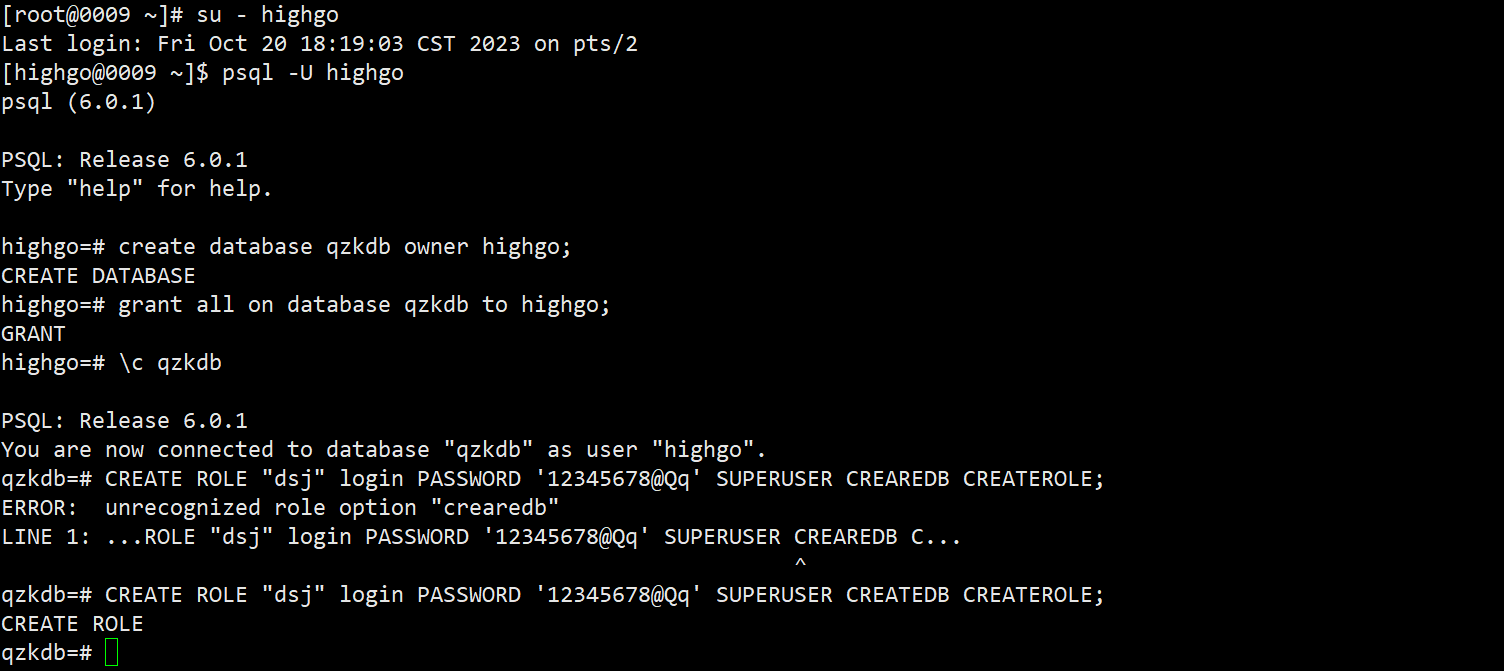 [root@0009 ~]# su - highgo
Last login: Fri Oct 20 18:19:03 CST 2023 on pts/2
[highgo@0009 ~]$ psql -U highgo
psql (6.0.1)
PSQL: Release 6.0.1
Type "help" for help.
highgo=# create database qzkdb owner highgo;
CREATE DATABASE
highgo=# grant all on database qzkdb to highgo;
GRANT
highgo=# \c qzkdb
PSQL: Release 6.0.1
You are now connected to database "qzkdb" as user "highgo".
qzkdb=# CREATE ROLE "dsj" login PASSWORD '12345678@Qq' SUPERUSER CREAREDB CREATEROLE;
ERROR:  unrecognized role option "crearedb"
LINE 1: ...ROLE "dsj" login PASSWORD '12345678@Qq' SUPERUSER CREAREDB C...
^
qzkdb=# CREATE ROLE "dsj" login PASSWORD '12345678@Qq' SUPERUSER CREATEDB CREATEROLE;
CREATE ROLE
qzkdb=#